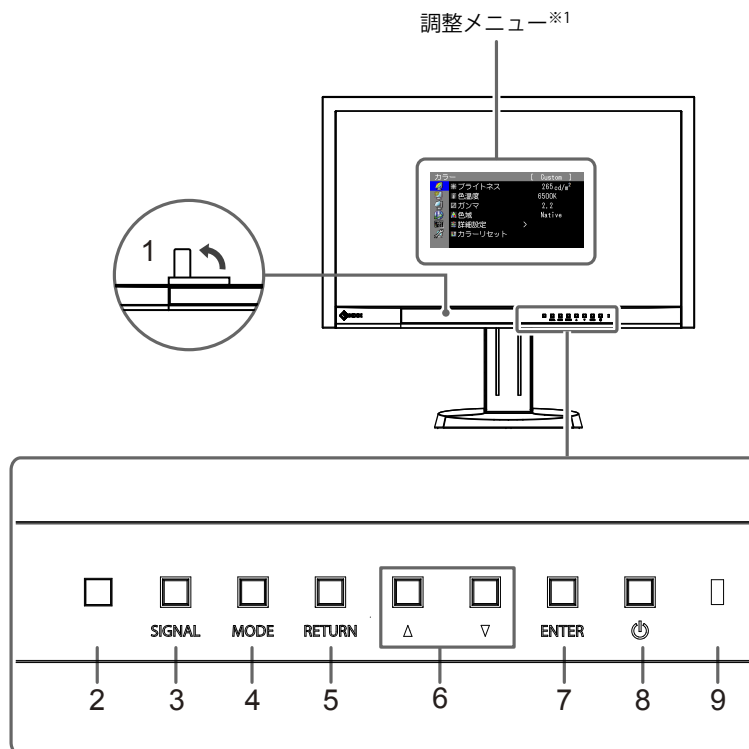 調整メニュー※1
カラー [ Custom ]
ブライトネス 265cd/m²
色温度 6500K
ガンマ 2.2
色域 Native
詳細設定 >
カラーリセット
1
SIGNAL MODE RETURN △ ▽ ENTER
2 3 4 5 6 7 8 9